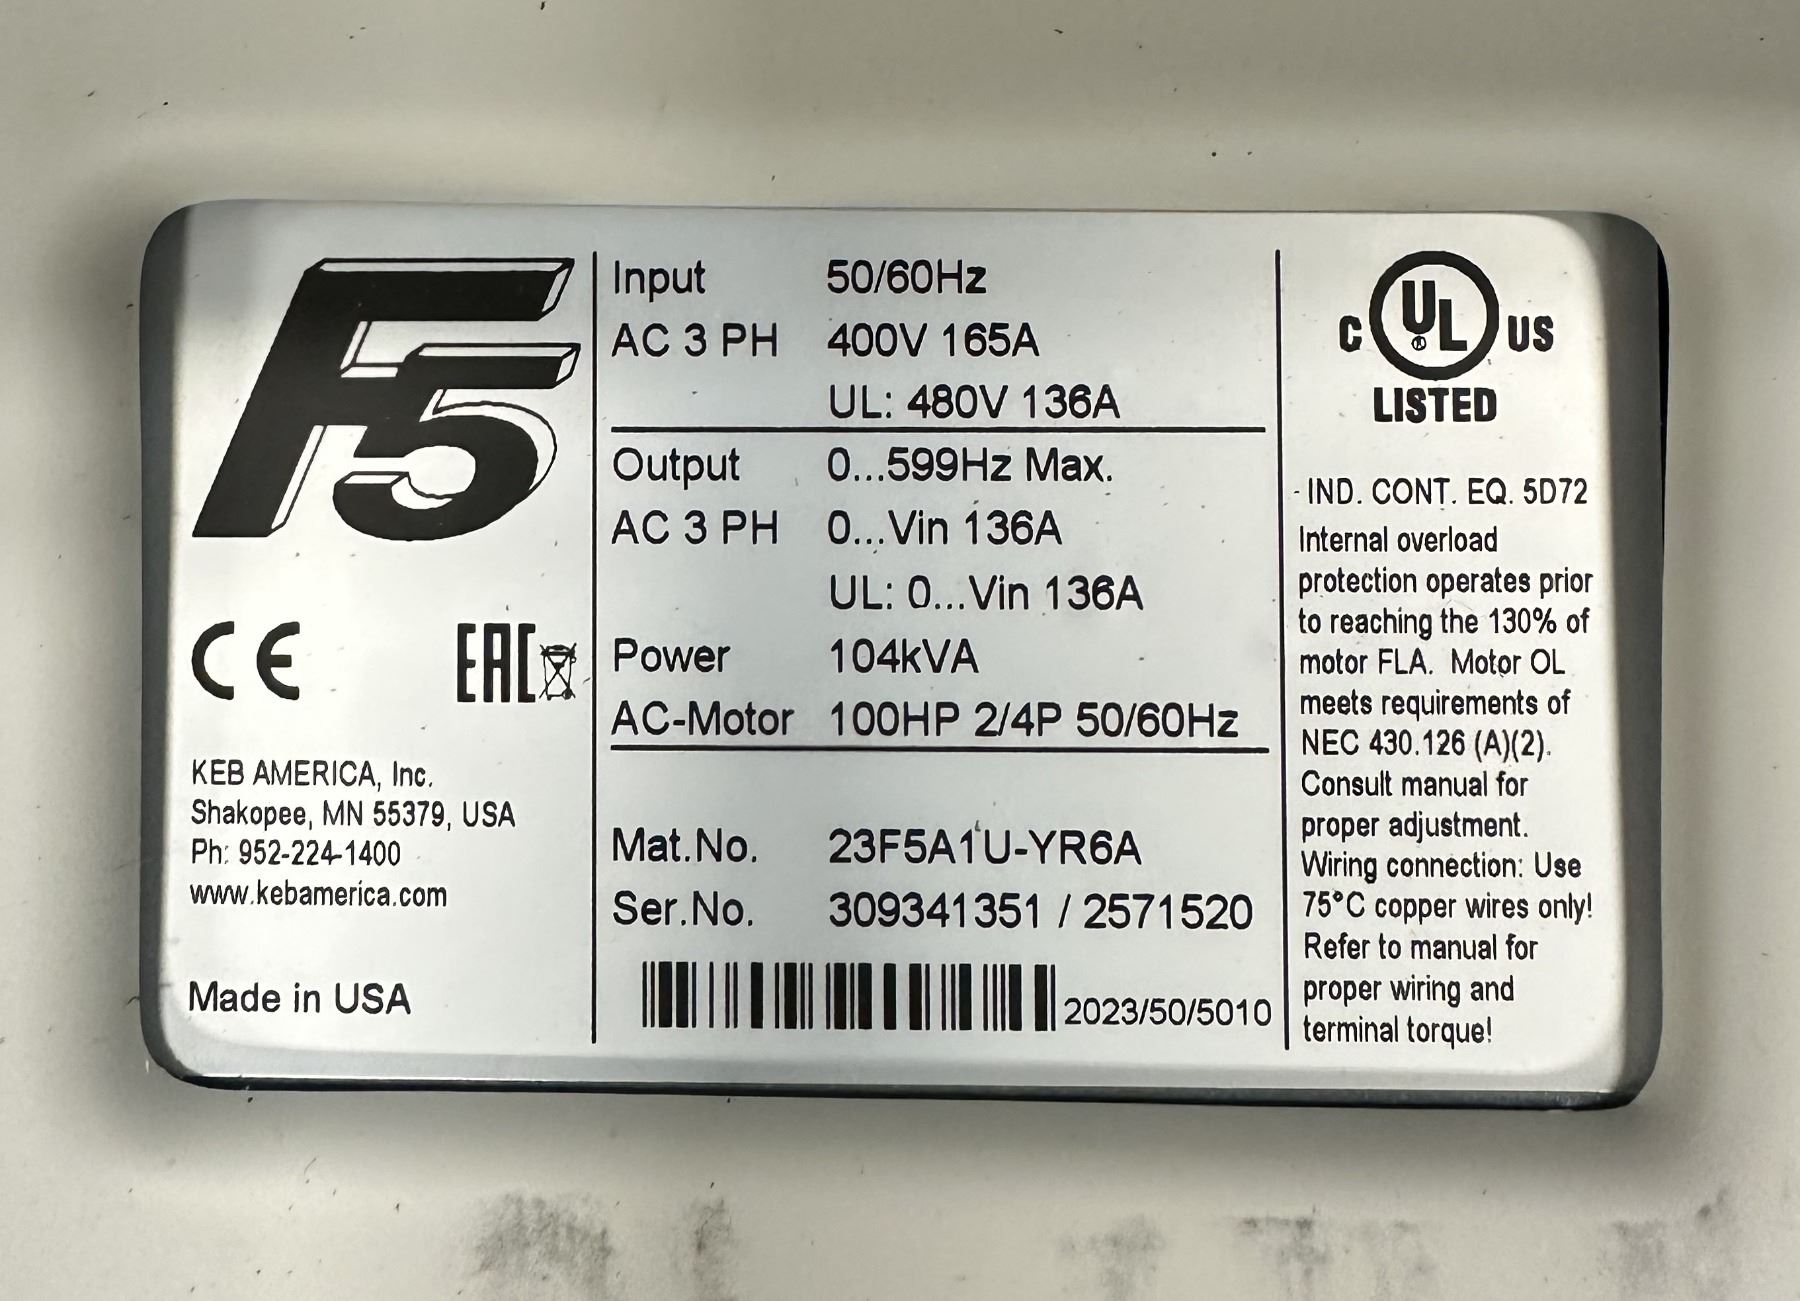 F5
CE EAC
KEB AMERICA, Inc.
Shakopee, MN 55379, USA
Ph: 952-224-1400
www.kebamerica.com
Made in USA
Input 50/60Hz
AC 3 PH 400V 165A
UL: 480V 136A
Output 0...599Hz Max.
AC 3 PH 0...Vin 136A
UL: 0...Vin 136A
Power 104kVA
AC-Motor 100HP 2/4P 50/60Hz
Mat.No. 23F5A1U-YR6A
Ser.No. 309341351 / 2571520
2023/50/5010
C UL US
LISTED
IND. CONT. EQ. 5D72
Internal overload
protection operates prior
to reaching the 130% of
motor FLA. Motor OL
meets requirements of
NEC 430.126 (A)(2).
Consult manual for
proper adjustment.
Wiring connection: Use
75°C copper wires only!
Refer to manual for
proper wiring and
terminal torque!